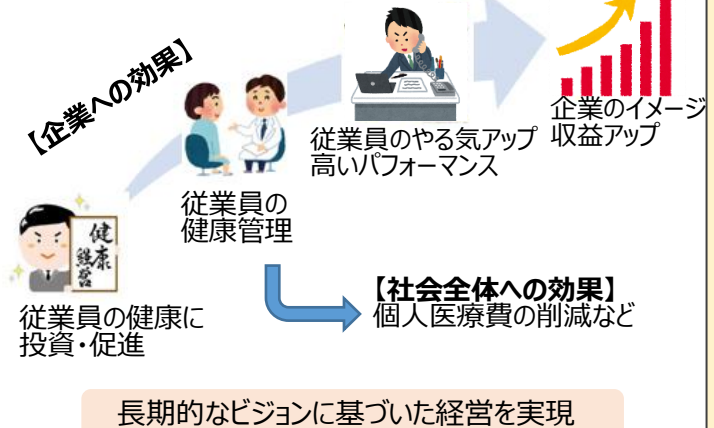 【企業への効果】
従業員のやる気アップ
高いパフォーマンス
企業のイメージ
収益アップ
従業員の
健康管理
健康
経営
従業員の健康に
投資・促進
【社会全体への効果】
個人医療費の削減など
長期的なビジョンに基づいた経営を実現